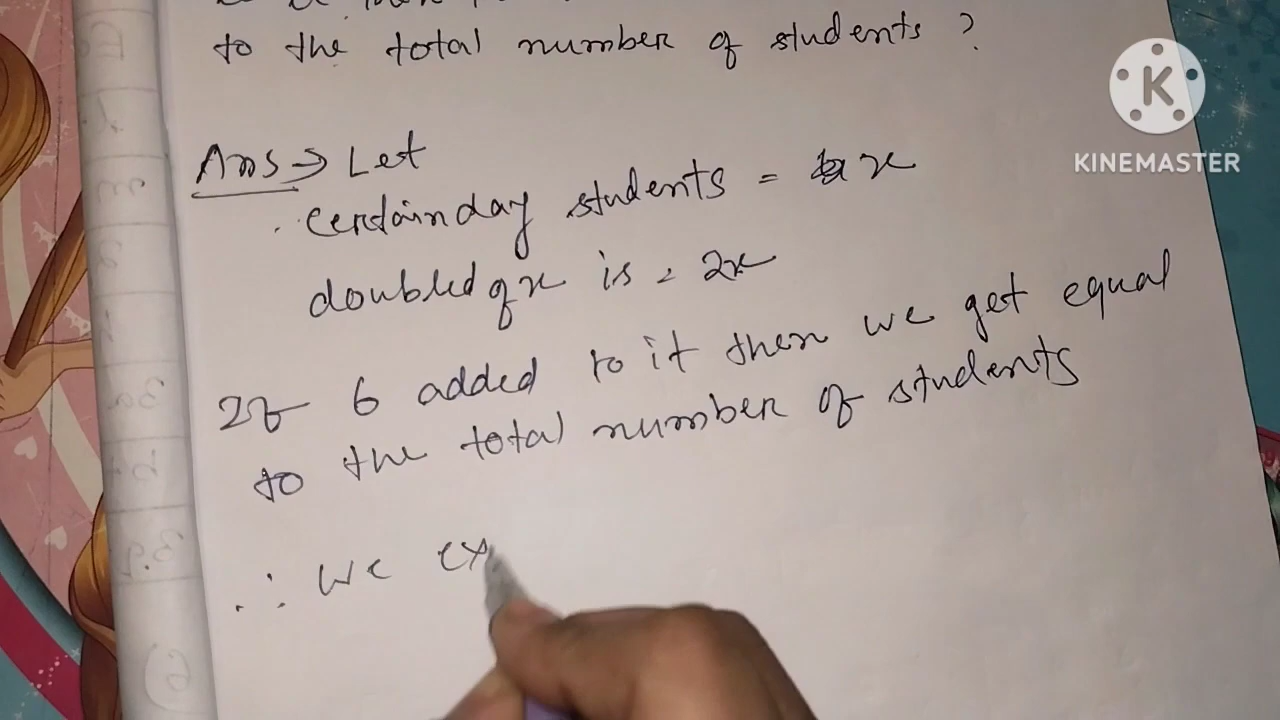 to the total number of students ?
K
KINEMASTER
Ans → Let
certain day students = x
doubled of x is = 2x
If 6 added to it then we get equal
to the total number of students
∴ we ex